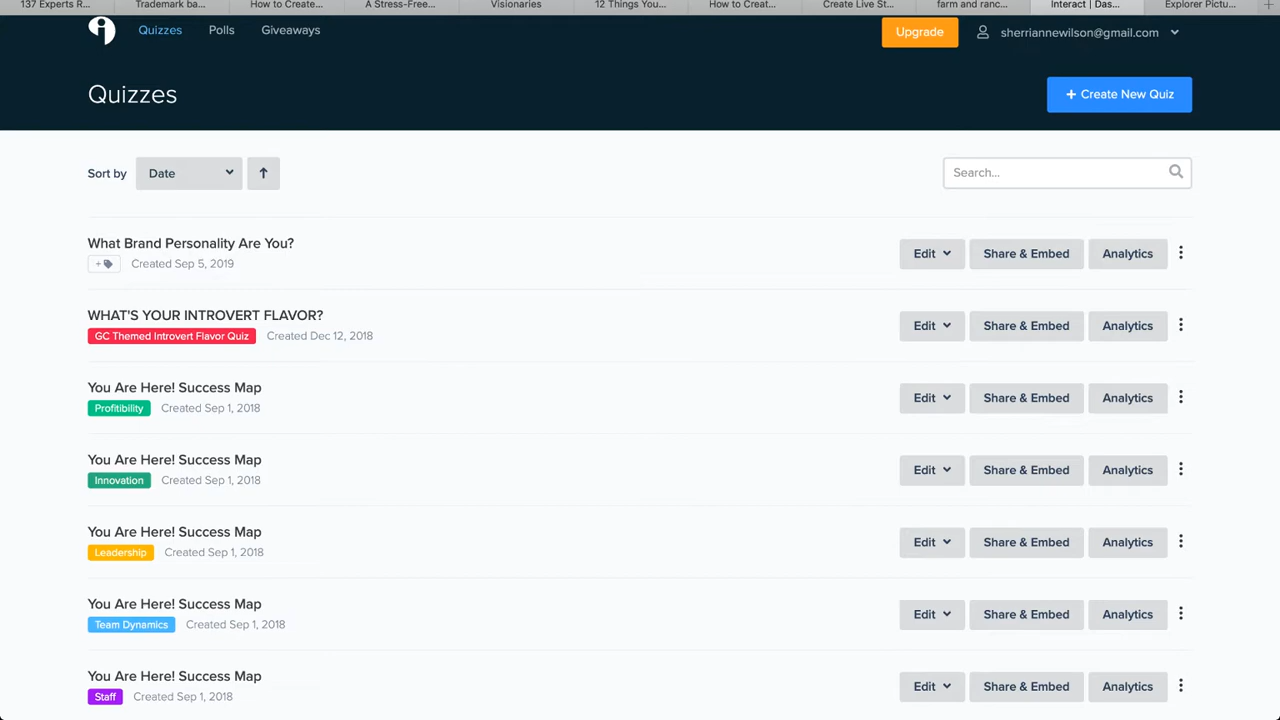 137 Experts R... Trademark ba... How to Create... A Stress-Free... Visionaries 12 Things You... How to Creat... Create Live St... farm and ranc... Interact | Das... Explorer Pictu...
Quizzes Polls Giveaways Upgrade sherriannewilson@gmail.com
Quizzes + Create New Quiz
Sort by Date Search...
What Brand Personality Are You?
+ Created Sep 5, 2019
Edit Share & Embed Analytics
WHAT'S YOUR INTROVERT FLAVOR?
GC Themed Introvert Flavor Quiz Created Dec 12, 2018
Edit Share & Embed Analytics
You Are Here! Success Map
Profitibility Created Sep 1, 2018
Edit Share & Embed Analytics
You Are Here! Success Map
Innovation Created Sep 1, 2018
Edit Share & Embed Analytics
You Are Here! Success Map
Leadership Created Sep 1, 2018
Edit Share & Embed Analytics
You Are Here! Success Map
Team Dynamics Created Sep 1, 2018
Edit Share & Embed Analytics
You Are Here! Success Map
Staff Created Sep 1, 2018
Edit Share & Embed Analytics